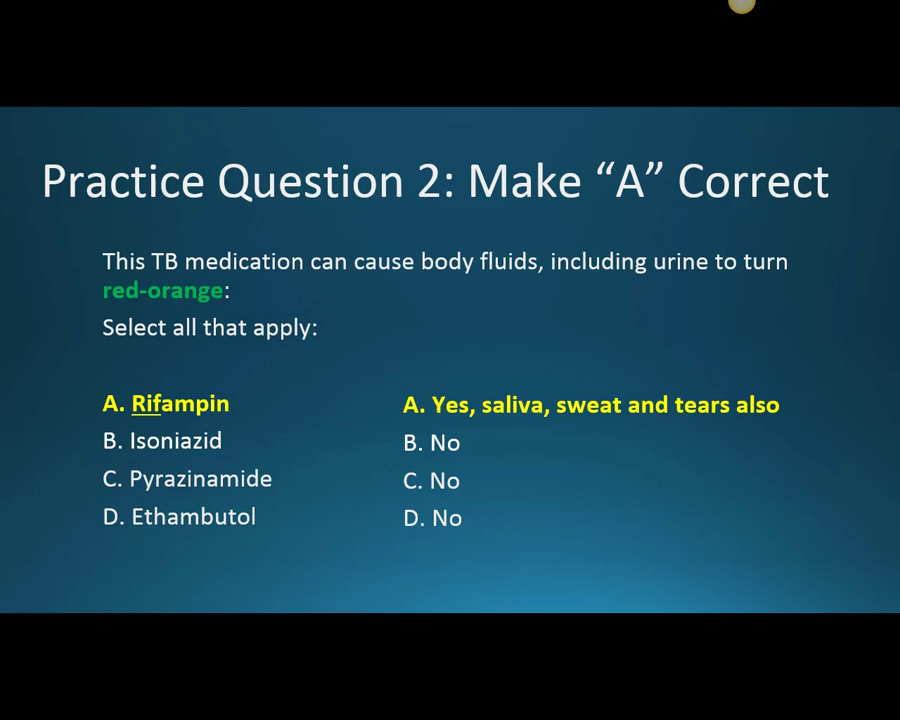 Practice Question 2: Make “A” Correct
This TB medication can cause body fluids, including urine to turn
red-orange:
Select all that apply:
A. Rifampin
B. Isoniazid
C. Pyrazinamide
D. Ethambutol
A. Yes, saliva, sweat and tears also
B. No
C. No
D. No